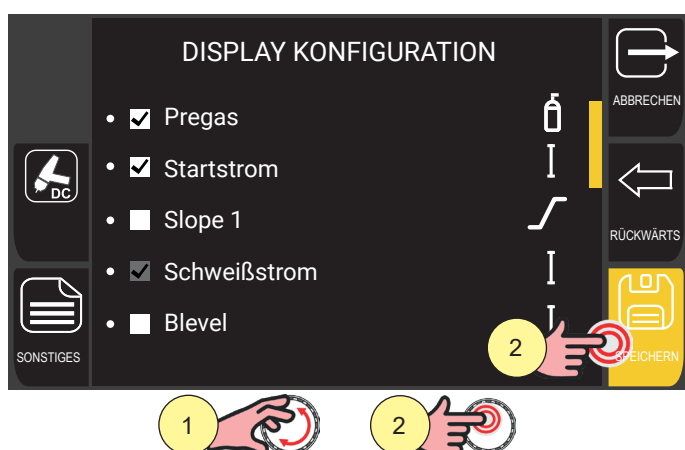 DISPLAY KONFIGURATION
ABBRECHEN
Pregas
Startstrom
DC
Slope 1
RÜCKWÄRTS
Schweißstrom
Blevel
2
SONSTIGES
SPEICHERN
1
2